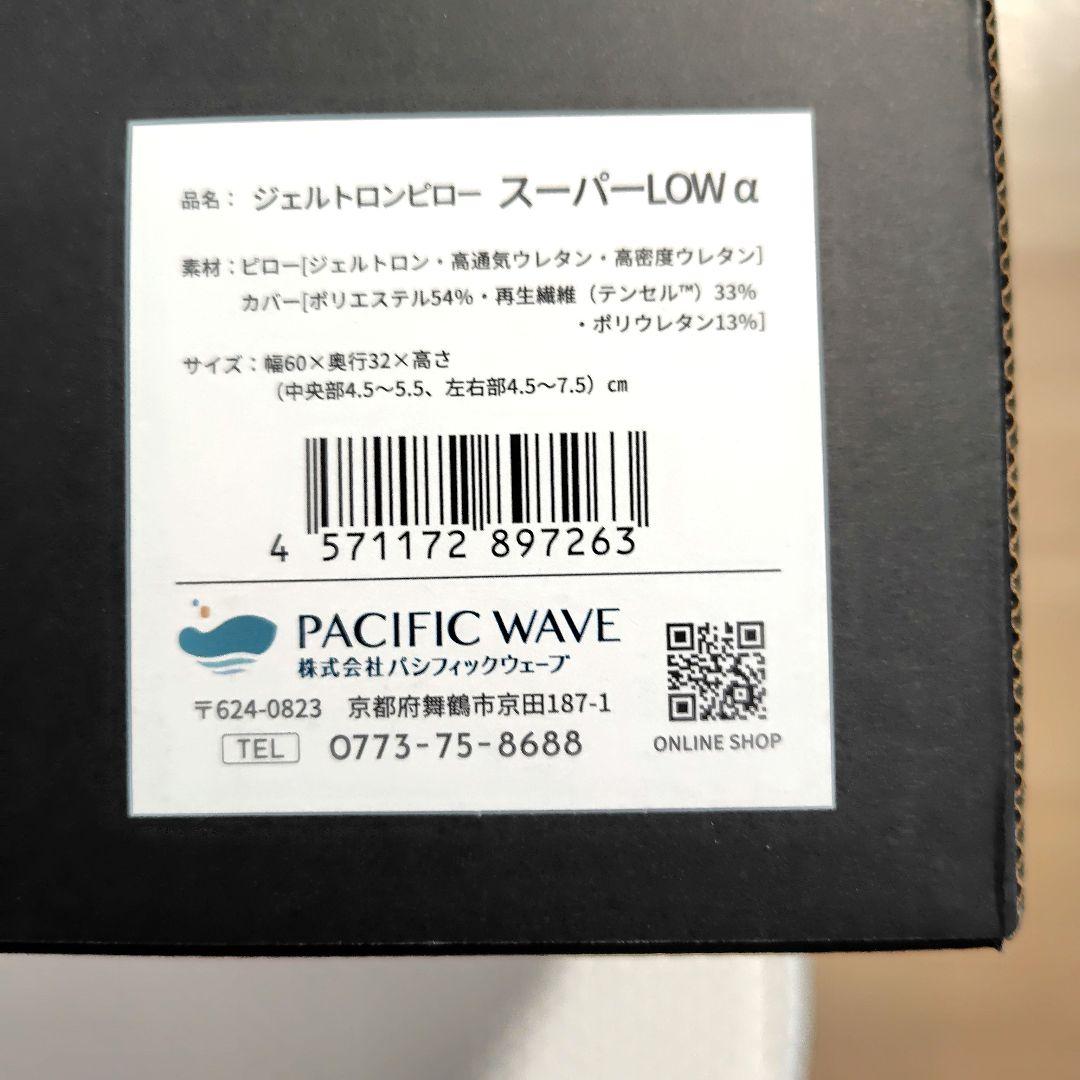 品名： ジェルトロンピロー スーパーLOW α
素材：ピロー[ジェルトロン・高通気ウレタン・高密度ウレタン]
カバー[ポリエステル54%・再生繊維（テンセル™）33%
・ポリウレタン13%]
サイズ：幅60×奥行32×高さ
（中央部4.5〜5.5、左右部4.5〜7.5）㎝
4 571172 897263
PACIFIC WAVE
株式会社パシフィックウェーブ
〒624-0823 京都府舞鶴市京田187-1
TEL 0773-75-8688
ONLINE SHOP